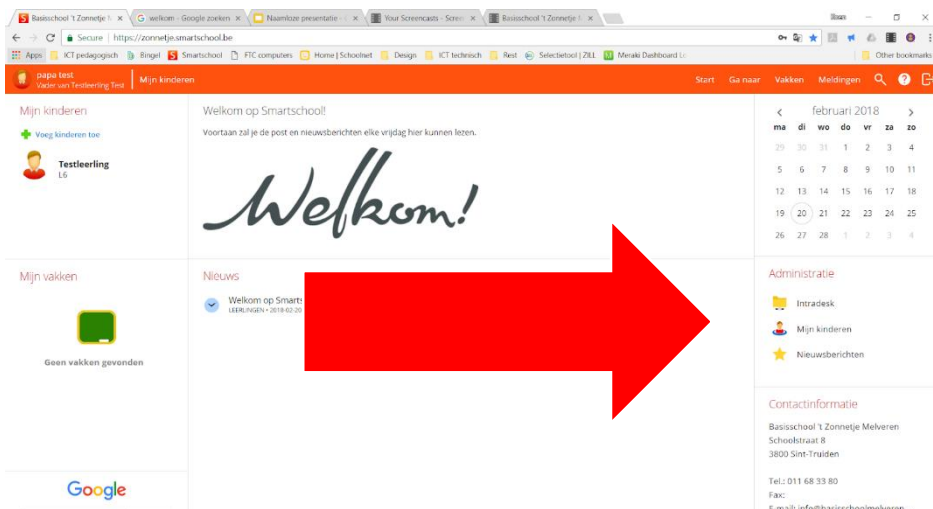 Basisschool 't Zonnetje
welkom - Google zoeken
Naamloze presentatie -
Your Screencasts - Screen
Basisschool 't Zonnetje
Secure | https://zonnetje.smartschool.be
Apps ICT pedagogisch Bingel Smartschool FTC computers Home | Schoolnet Design ICT technisch Rest Selectietool | ZILL Meraki Dashboard Lo Other bookmarks
papa test
Vader van Testleerling Test
Mijn kinderen
Start Ga naar Vakken Meldingen
Mijn kinderen
Voeg kinderen toe
Testleerling
L6
Mijn vakken
Geen vakken gevonden
Google
Welkom op Smartschool!
Voortaan zal je de post en nieuwsberichten elke vrijdag hier kunnen lezen.
Welkom!
Nieuws
Welkom op Smarts
LEERLINGEN • 2018-02-20
februari 2018
ma di wo do vr za zo
29 30 31 1 2 3 4
5 6 7 8 9 10 11
12 13 14 15 16 17 18
19 20 21 22 23 24 25
26 27 28 1 2 3 4
Administratie
Intradesk
Mijn kinderen
Nieuwsberichten
Contactinformatie
Basisschool 't Zonnetje Melveren
Schoolstraat 8
3800 Sint-Truiden
Tel.: 011 68 33 80
Fax:
E-mail: info@basisschoolmelveren